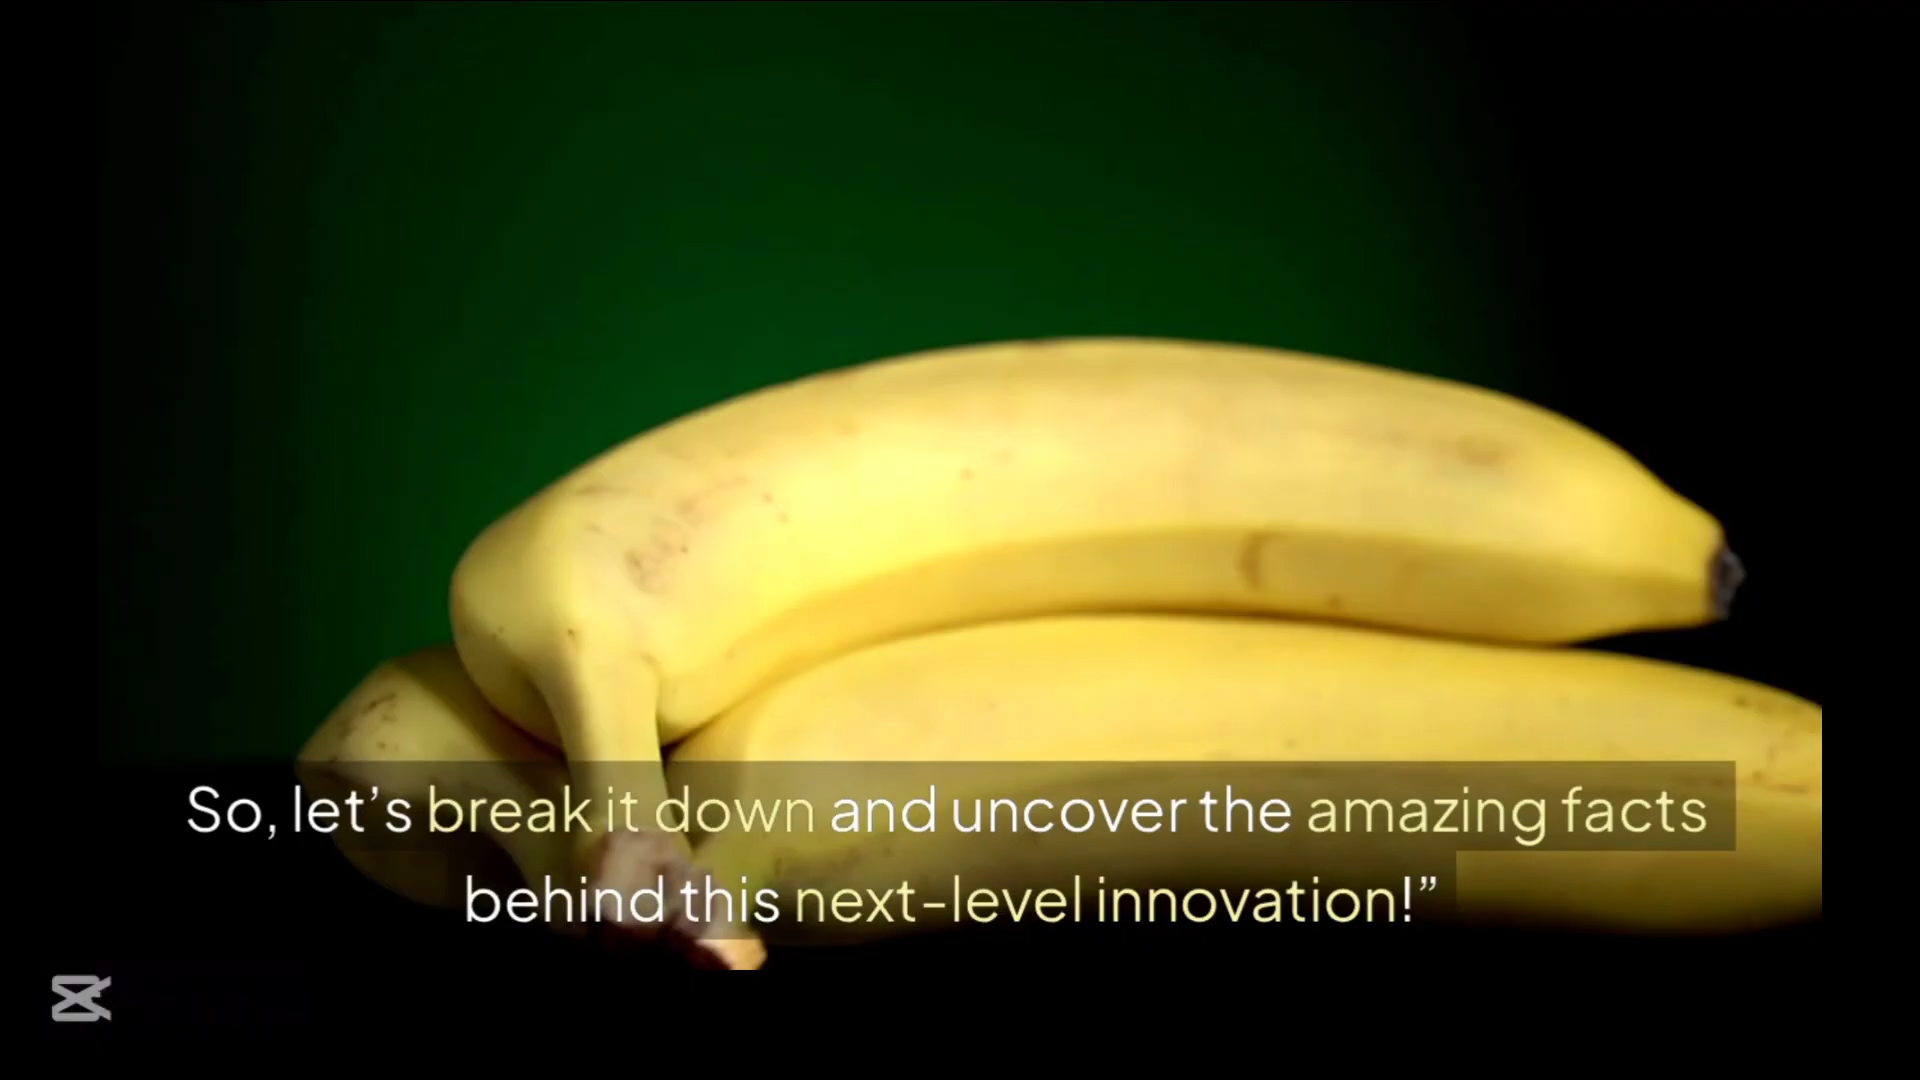 So, let’s break it down and uncover the amazing facts
behind this next-level innovation!”